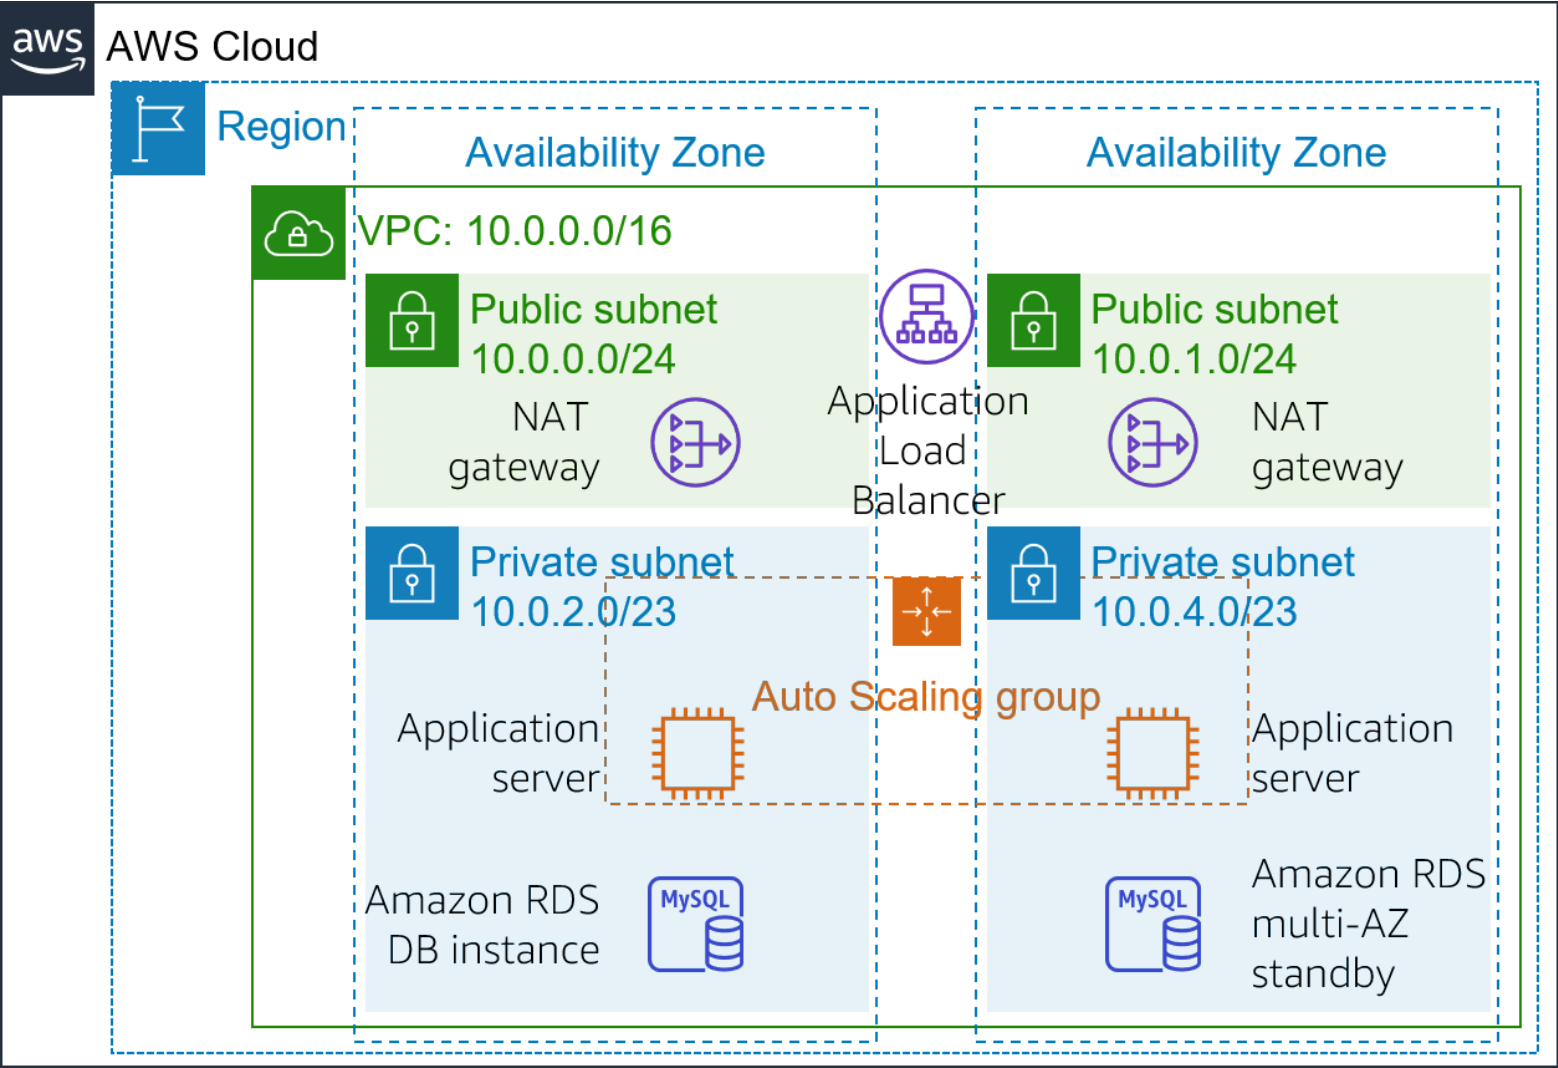 aws
AWS Cloud
Region
Availability Zone
Availability Zone
VPC: 10.0.0.0/16
Public subnet
10.0.0.0/24
NAT
gateway
Application
Load
Balancer
Public subnet
10.0.1.0/24
NAT
gateway
Private subnet
10.0.2.0/23
Private subnet
10.0.4.0/23
Auto Scaling group
Application
server
Application
server
Amazon RDS
DB instance
MySQL
MySQL
Amazon RDS
multi-AZ
standby